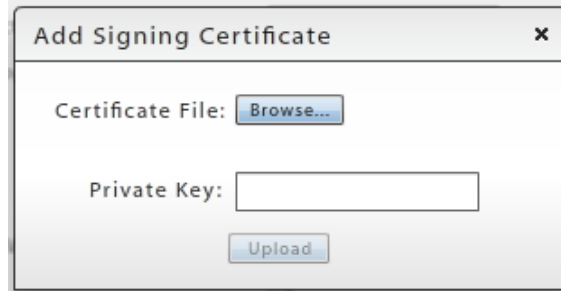 Add Signing Certificate x
Certificate File: Browse...
Private Key:
Upload